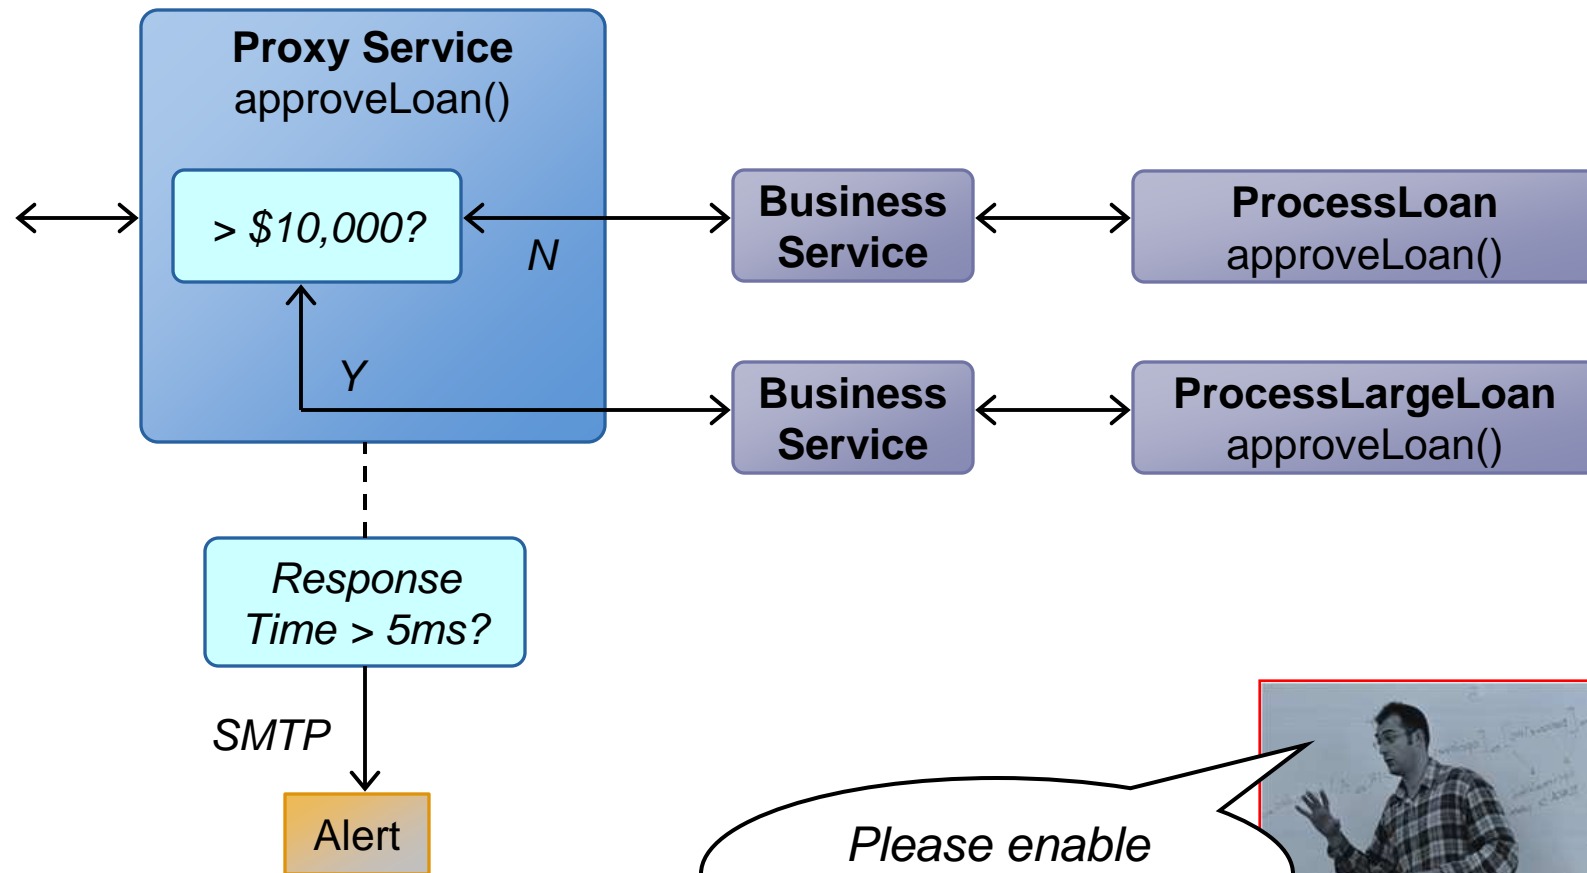 Proxy Service
approveLoan()
> $10,000?
N
Y
Business
Service
ProcessLoan
approveLoan()
Business
Service
ProcessLargeLoan
approveLoan()
Response
Time > 5ms?
SMTP
Alert
Please enable